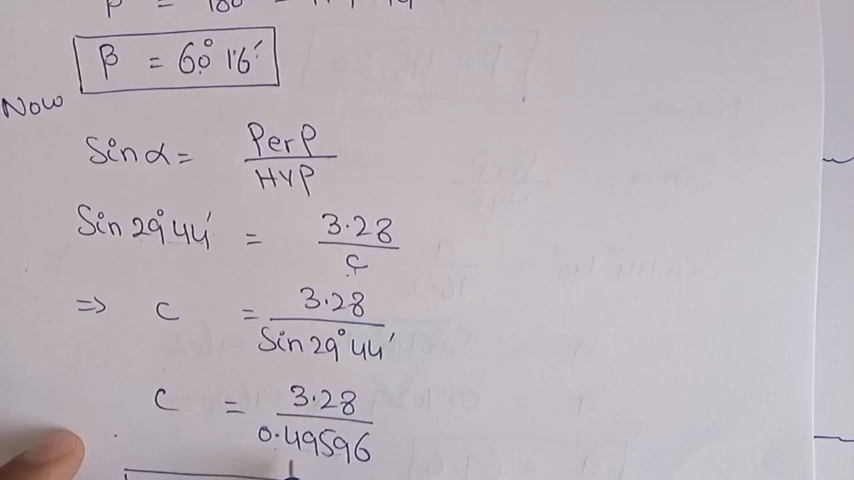 β = 60° 16′
Now
Sin α = Perp / Hyp
Sin 29° 44′ = 3.28 / c
=> c = 3.28 / Sin 29° 44′
c = 3.28 / 0.49596